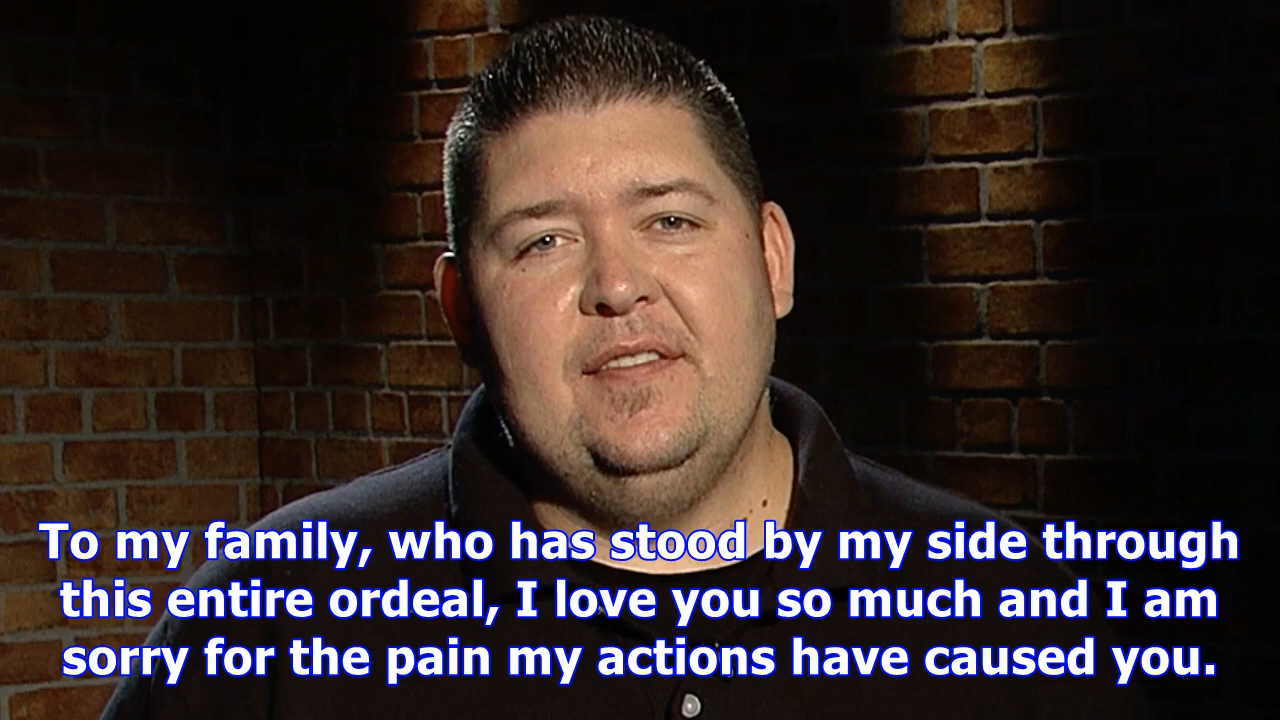 To my family, who has stood by my side through
this entire ordeal, I love you so much and I am
sorry for the pain my actions have caused you.